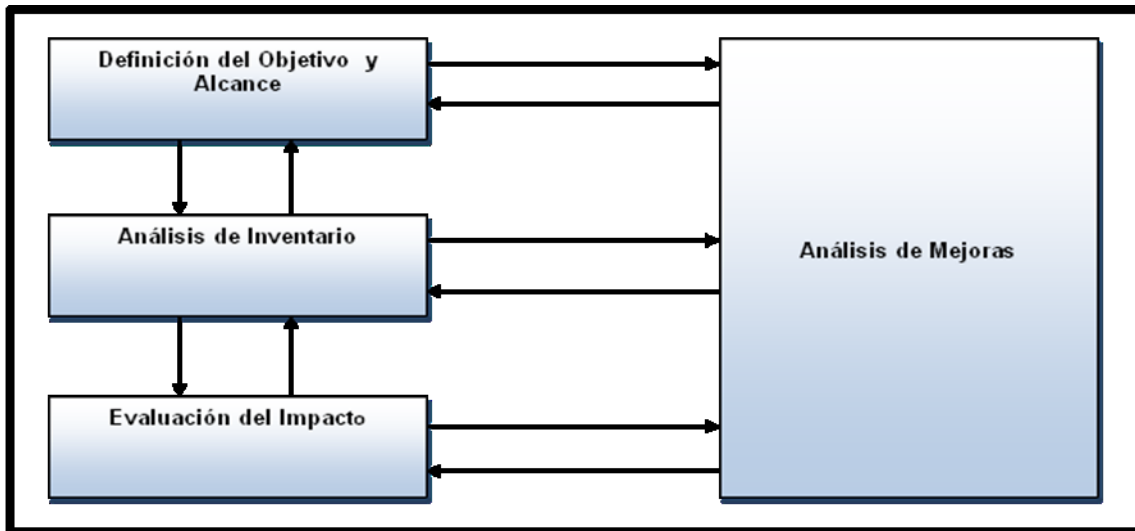 Definición del Objetivo y
Alcance
Análisis de Inventario
Análisis de Mejoras
Evaluación del Impacto